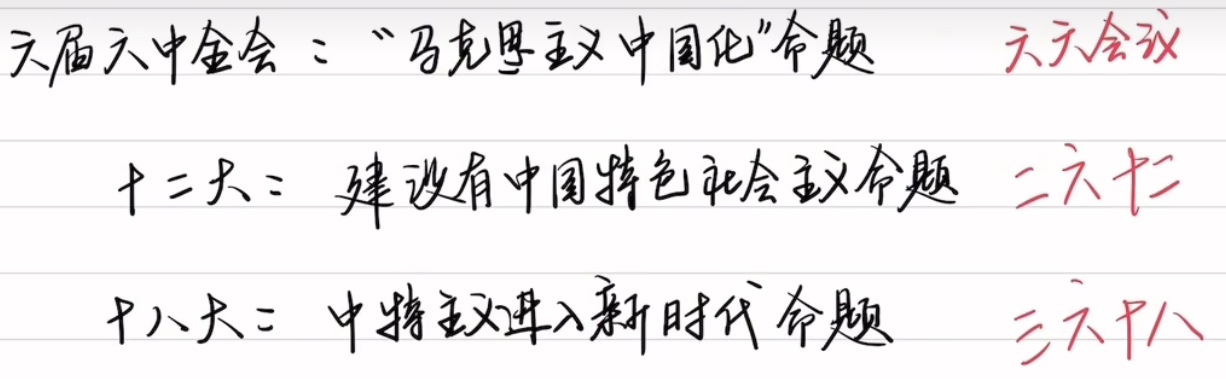 六届六中全会："马克思主义中国化"命题 六六会议
十二大：建设有中国特色社会主义命题 二六十二
十八大：中特主义进入新时代命题 三六十八